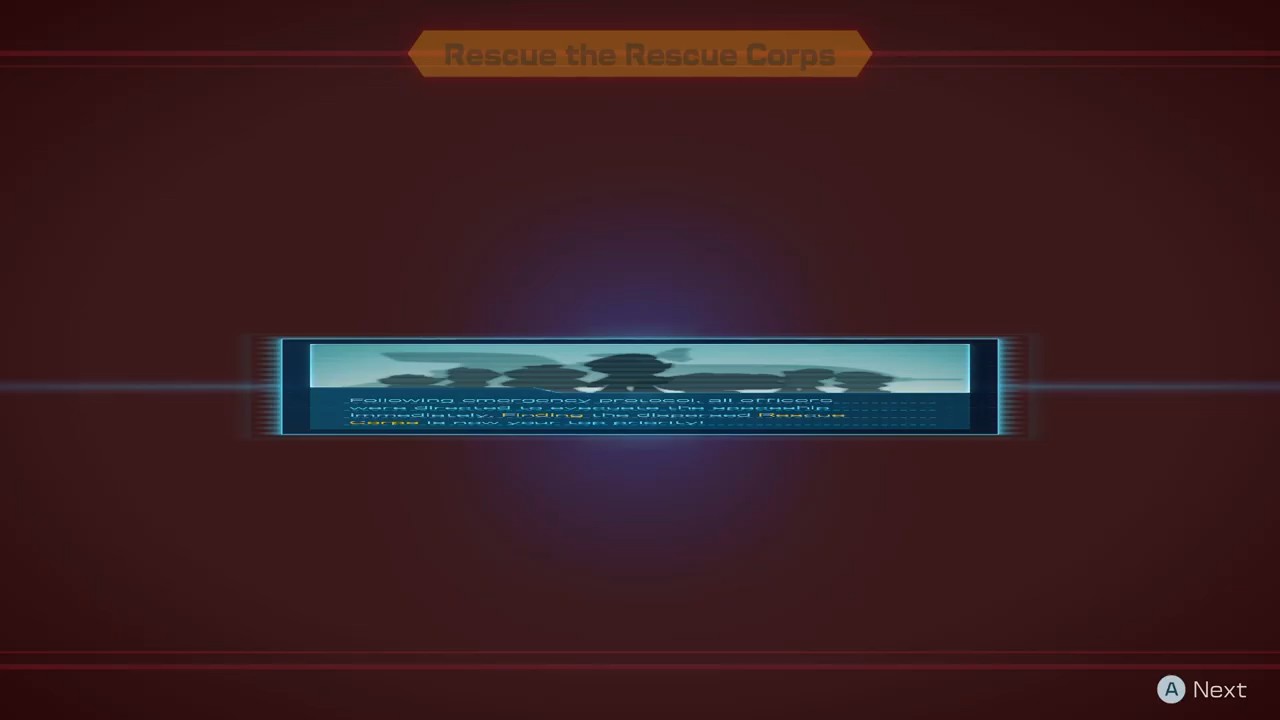 Rescue the Rescue Corps
Following emergency protocol, all officers
were directed to evacuate the spaceship
immediately. Finding the dispersed Rescue
Corps is now your top priority!
A Next